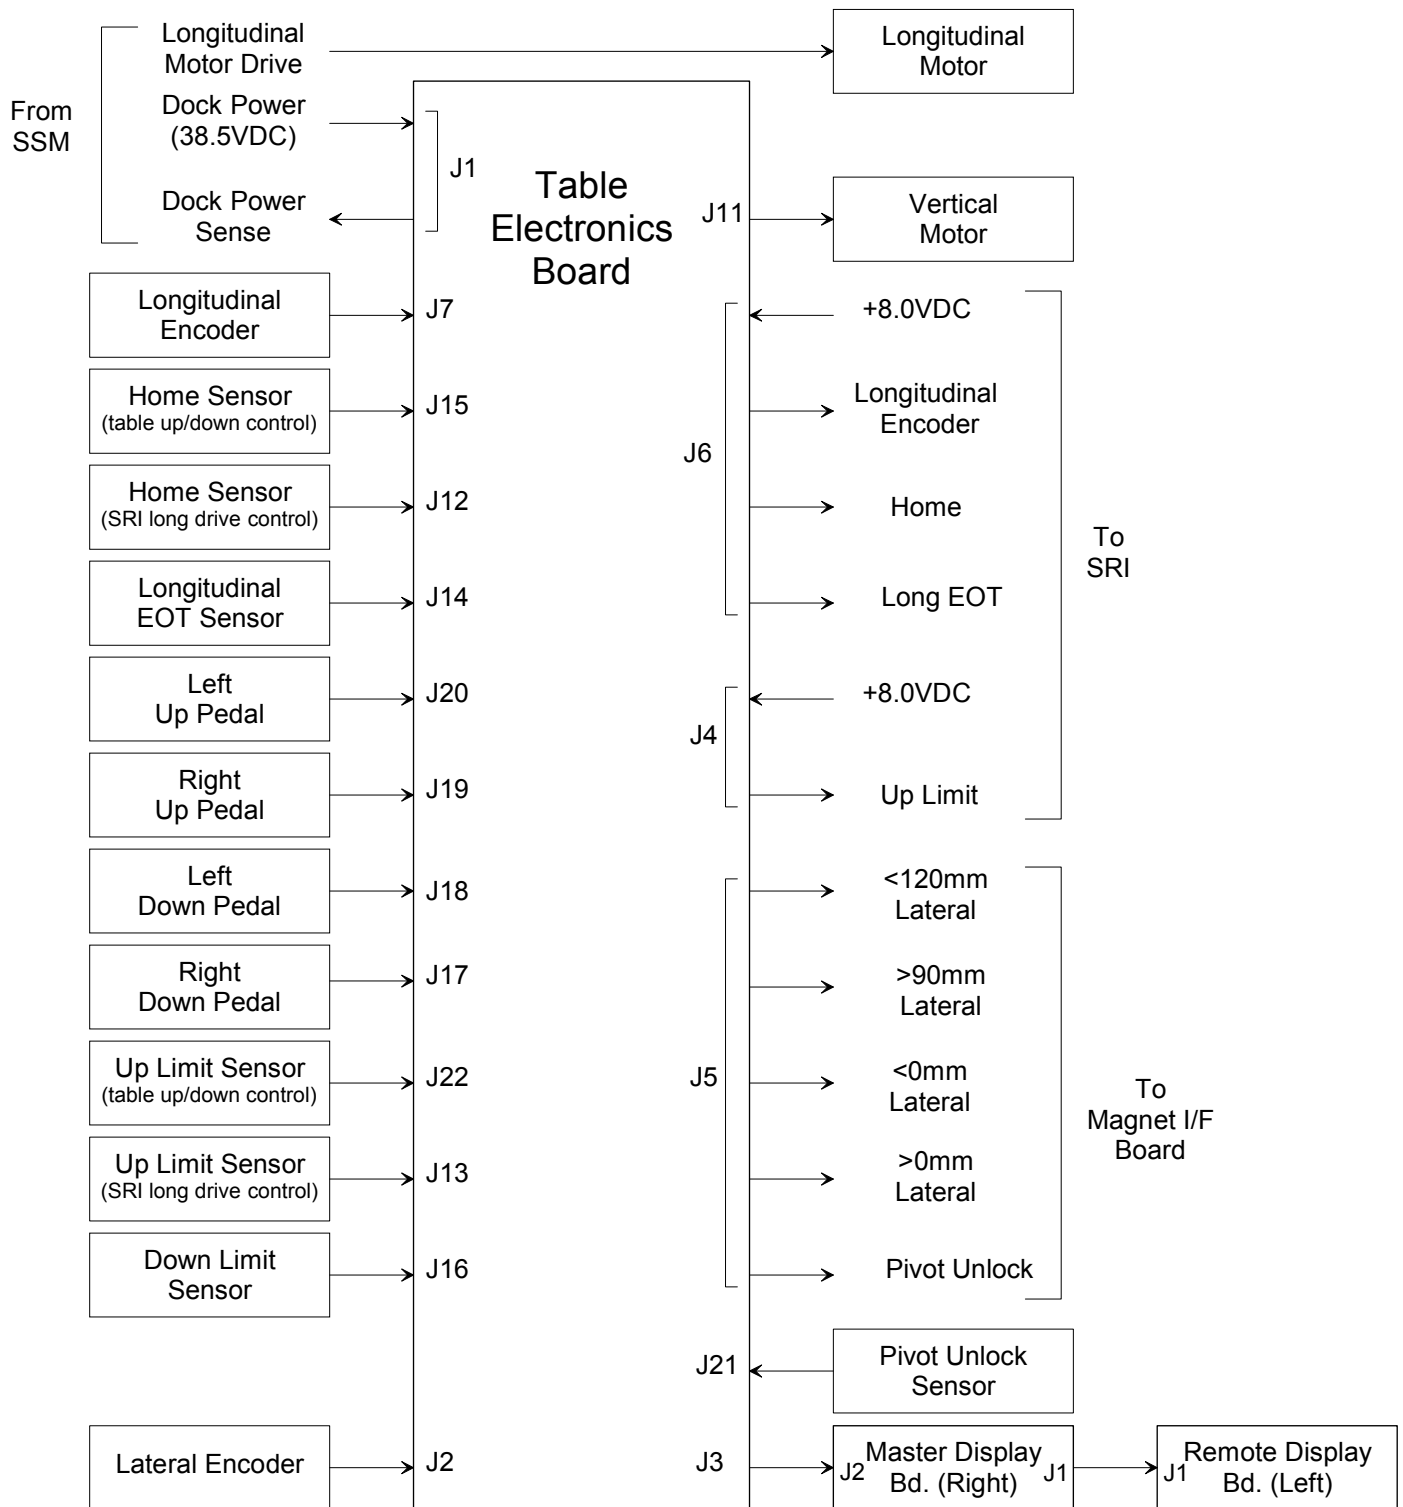 From
SSM
Longitudinal
Motor Drive
Dock Power
(38.5VDC)
Dock Power
Sense
J1
Table
Electronics
Board
Longitudinal
Motor
J11
Vertical
Motor
Longitudinal
Encoder
J7
Home Sensor
(table up/down control)
J15
Home Sensor
(SRI long drive control)
J12
Longitudinal
EOT Sensor
J14
Left
Up Pedal
J20
Right
Up Pedal
J19
Left
Down Pedal
J18
Right
Down Pedal
J17
Up Limit Sensor
(table up/down control)
J22
Up Limit Sensor
(SRI long drive control)
J13
Down Limit
Sensor
J16
Lateral Encoder
J2
J6
+8.0VDC
Longitudinal
Encoder
Home
Long EOT
J4
+8.0VDC
Up Limit
To
SRI
J5
<120mm
Lateral
>90mm
Lateral
<0mm
Lateral
>0mm
Lateral
Pivot Unlock
To
Magnet I/F
Board
J21
Pivot Unlock
Sensor
J3
J2
Master Display
Bd. (Right)
J1
J1
Remote Display
Bd. (Left)